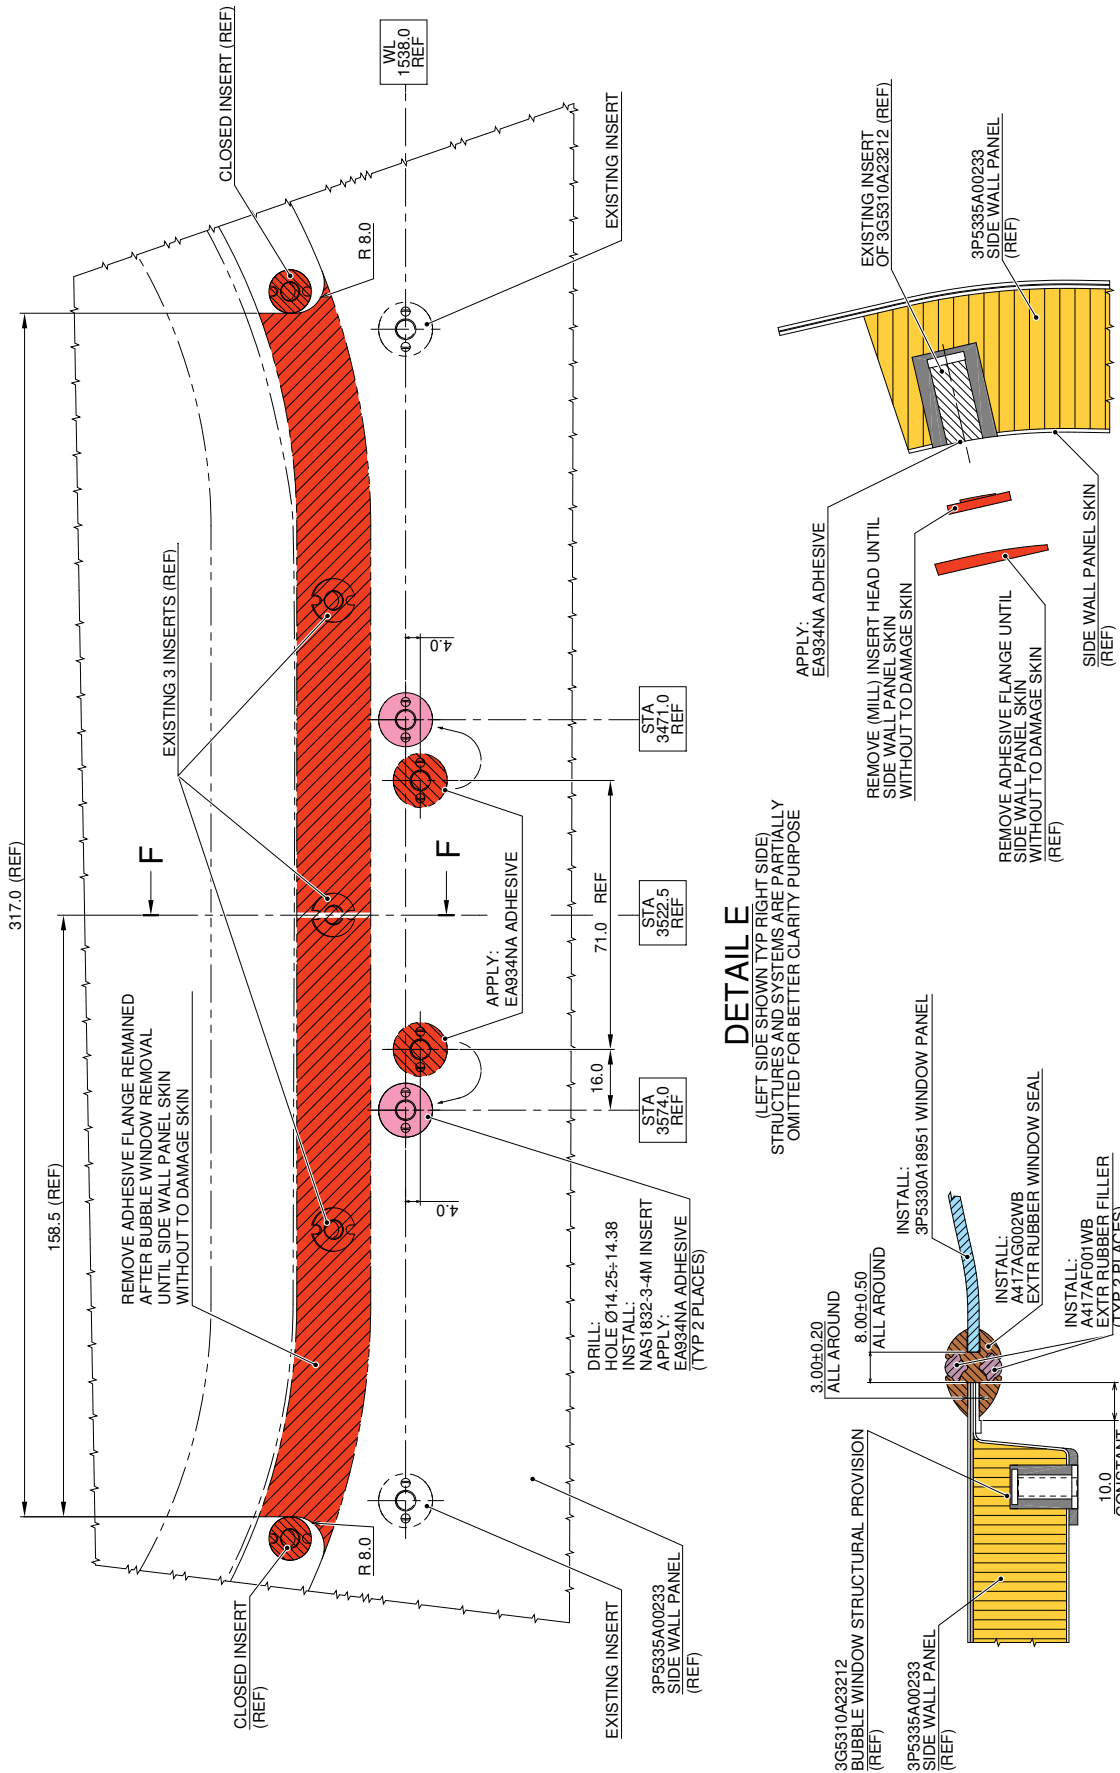 317.0 (REF)
158.5 (REF)
CLOSED INSERT (REF)
WL
1538.0
REF
EXISTING 3 INSERTS (REF)
REMOVE ADHESIVE FLANGE REMAINED
AFTER BUBBLE WINDOW REMOVAL
UNTIL SIDE WALL PANEL SKIN
WITHOUT TO DAMAGE SKIN
F
F
R 8.0
R 8.0
CLOSED INSERT
(REF)
EXISTING INSERT
EXISTING INSERT
4.0
4.0
APPLY:
EA934NA ADHESIVE
71.0 REF
16.0
STA
3471.0
REF
STA
3522.5
REF
STA
3574.0
REF
DRILL:
HOLE Ø14.25÷14.38
INSTALL:
NAS1832-3-4M INSERT
APPLY:
EA934NA ADHESIVE
(TYP 2 PLACES)
3P5335A00233
SIDE WALL PANEL
(REF)
DETAIL E
(LEFT SIDE SHOWN TYP RIGHT SIDE)
STRUCTURES AND SYSTEMS ARE PARTIALLY
OMITTED FOR BETTER CLARITY PURPOSE
3G5310A23212
BUBBLE WINDOW STRUCTURAL PROVISION
(REF)
3P5335A00233
SIDE WALL PANEL
(REF)
3.00±0.20
ALL AROUND
8.00±0.50
ALL AROUND
INSTALL:
3P5330A18951 WINDOW PANEL
INSTALL:
A417AG002WB
EXTR RUBBER WINDOW SEAL
INSTALL:
A417AF001WB
EXTR RUBBER FILLER
10.0
CONSTANT
EXISTING INSERT
OF 3G5310A23212 (REF)
3P5335A00233
SIDE WALL PANEL
(REF)
APPLY:
EA934NA ADHESIVE
REMOVE (MILL) INSERT HEAD UNTIL
SIDE WALL PANEL SKIN
WITHOUT TO DAMAGE SKIN
REMOVE ADHESIVE FLANGE UNTIL
SIDE WALL PANEL SKIN
WITHOUT TO DAMAGE SKIN
(REF)
SIDE WALL PANEL SKIN
(REF)